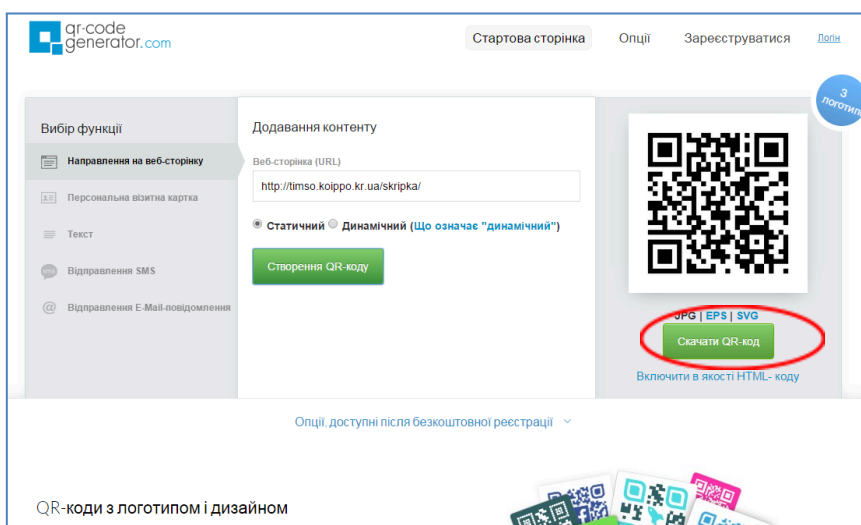 qr-code
generator.com
Стартова сторінка Опції Зареєструватися Логін
З
логотип
Вибір функції
Направлення на веб-сторінку
Персональна візитна картка
Текст
Відправлення SMS
Відправлення E-Mail-повідомлення
Додавання контенту
Веб-сторінка (URL)
http://timso.koippo.kr.ua/skripka/
Статичний Динамічний (Що означає "динамічний")
Створення QR-коду
JPG | EPS | SVG
Скачати QR-код
Включити в якості HTML- коду
Опції, доступні після безкоштовної реєстрації
QR-коди з логотипом і дизайном